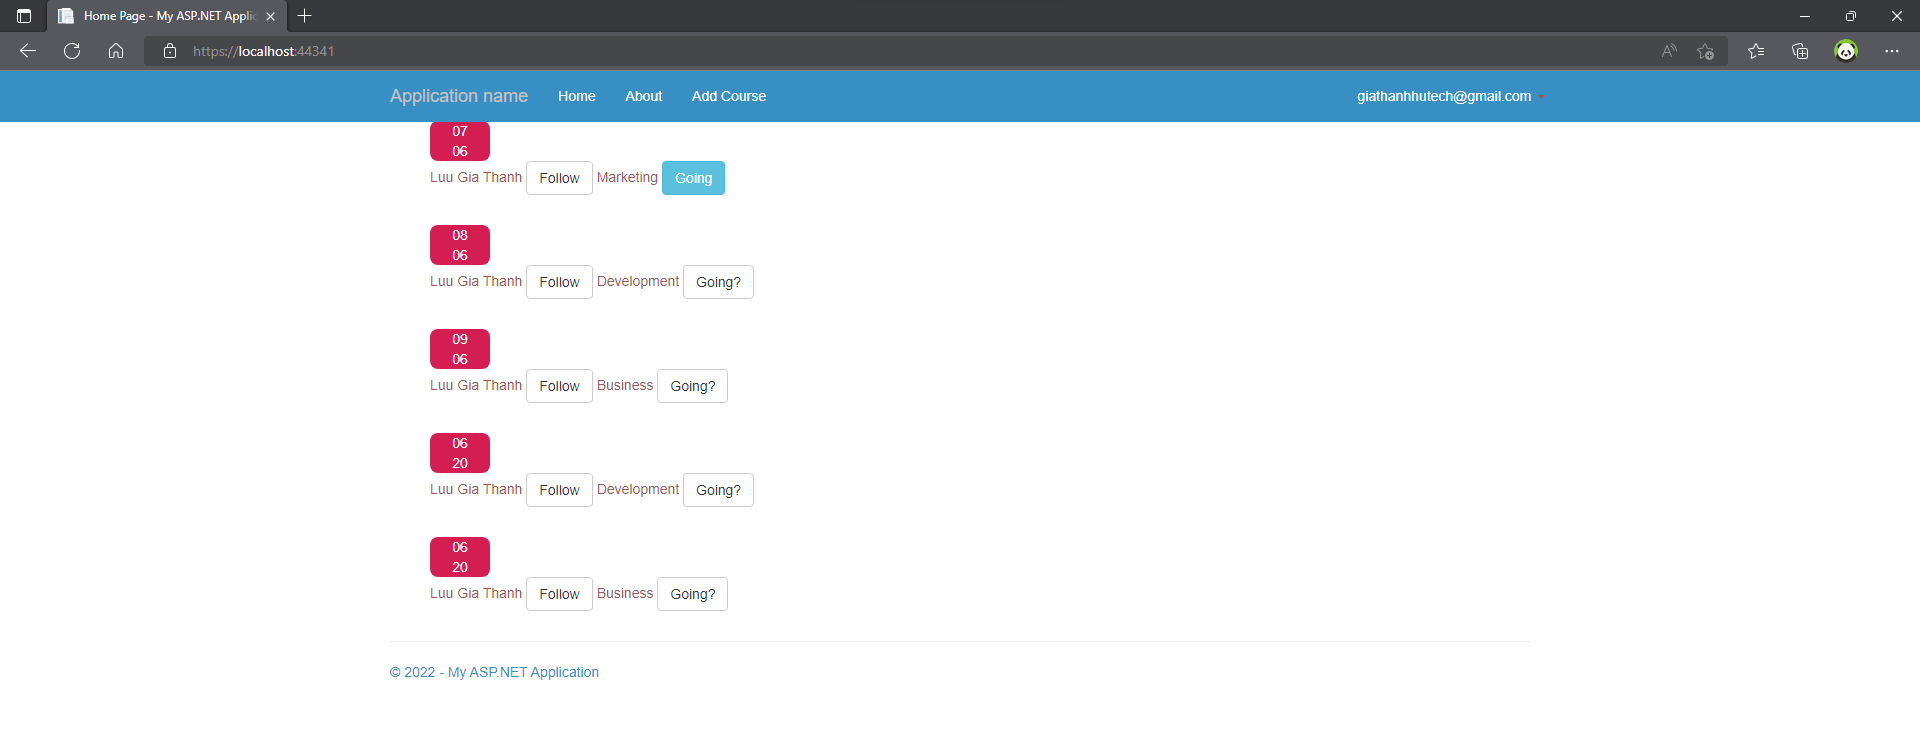 Home Page - My ASP.NET Applic
https://localhost:44341
Application name Home About Add Course giathanhhutech@gmail.com
07
06
Luu Gia Thanh Follow Marketing Going
08
06
Luu Gia Thanh Follow Development Going?
09
06
Luu Gia Thanh Follow Business Going?
06
20
Luu Gia Thanh Follow Development Going?
06
20
Luu Gia Thanh Follow Business Going?
© 2022 - My ASP.NET Application